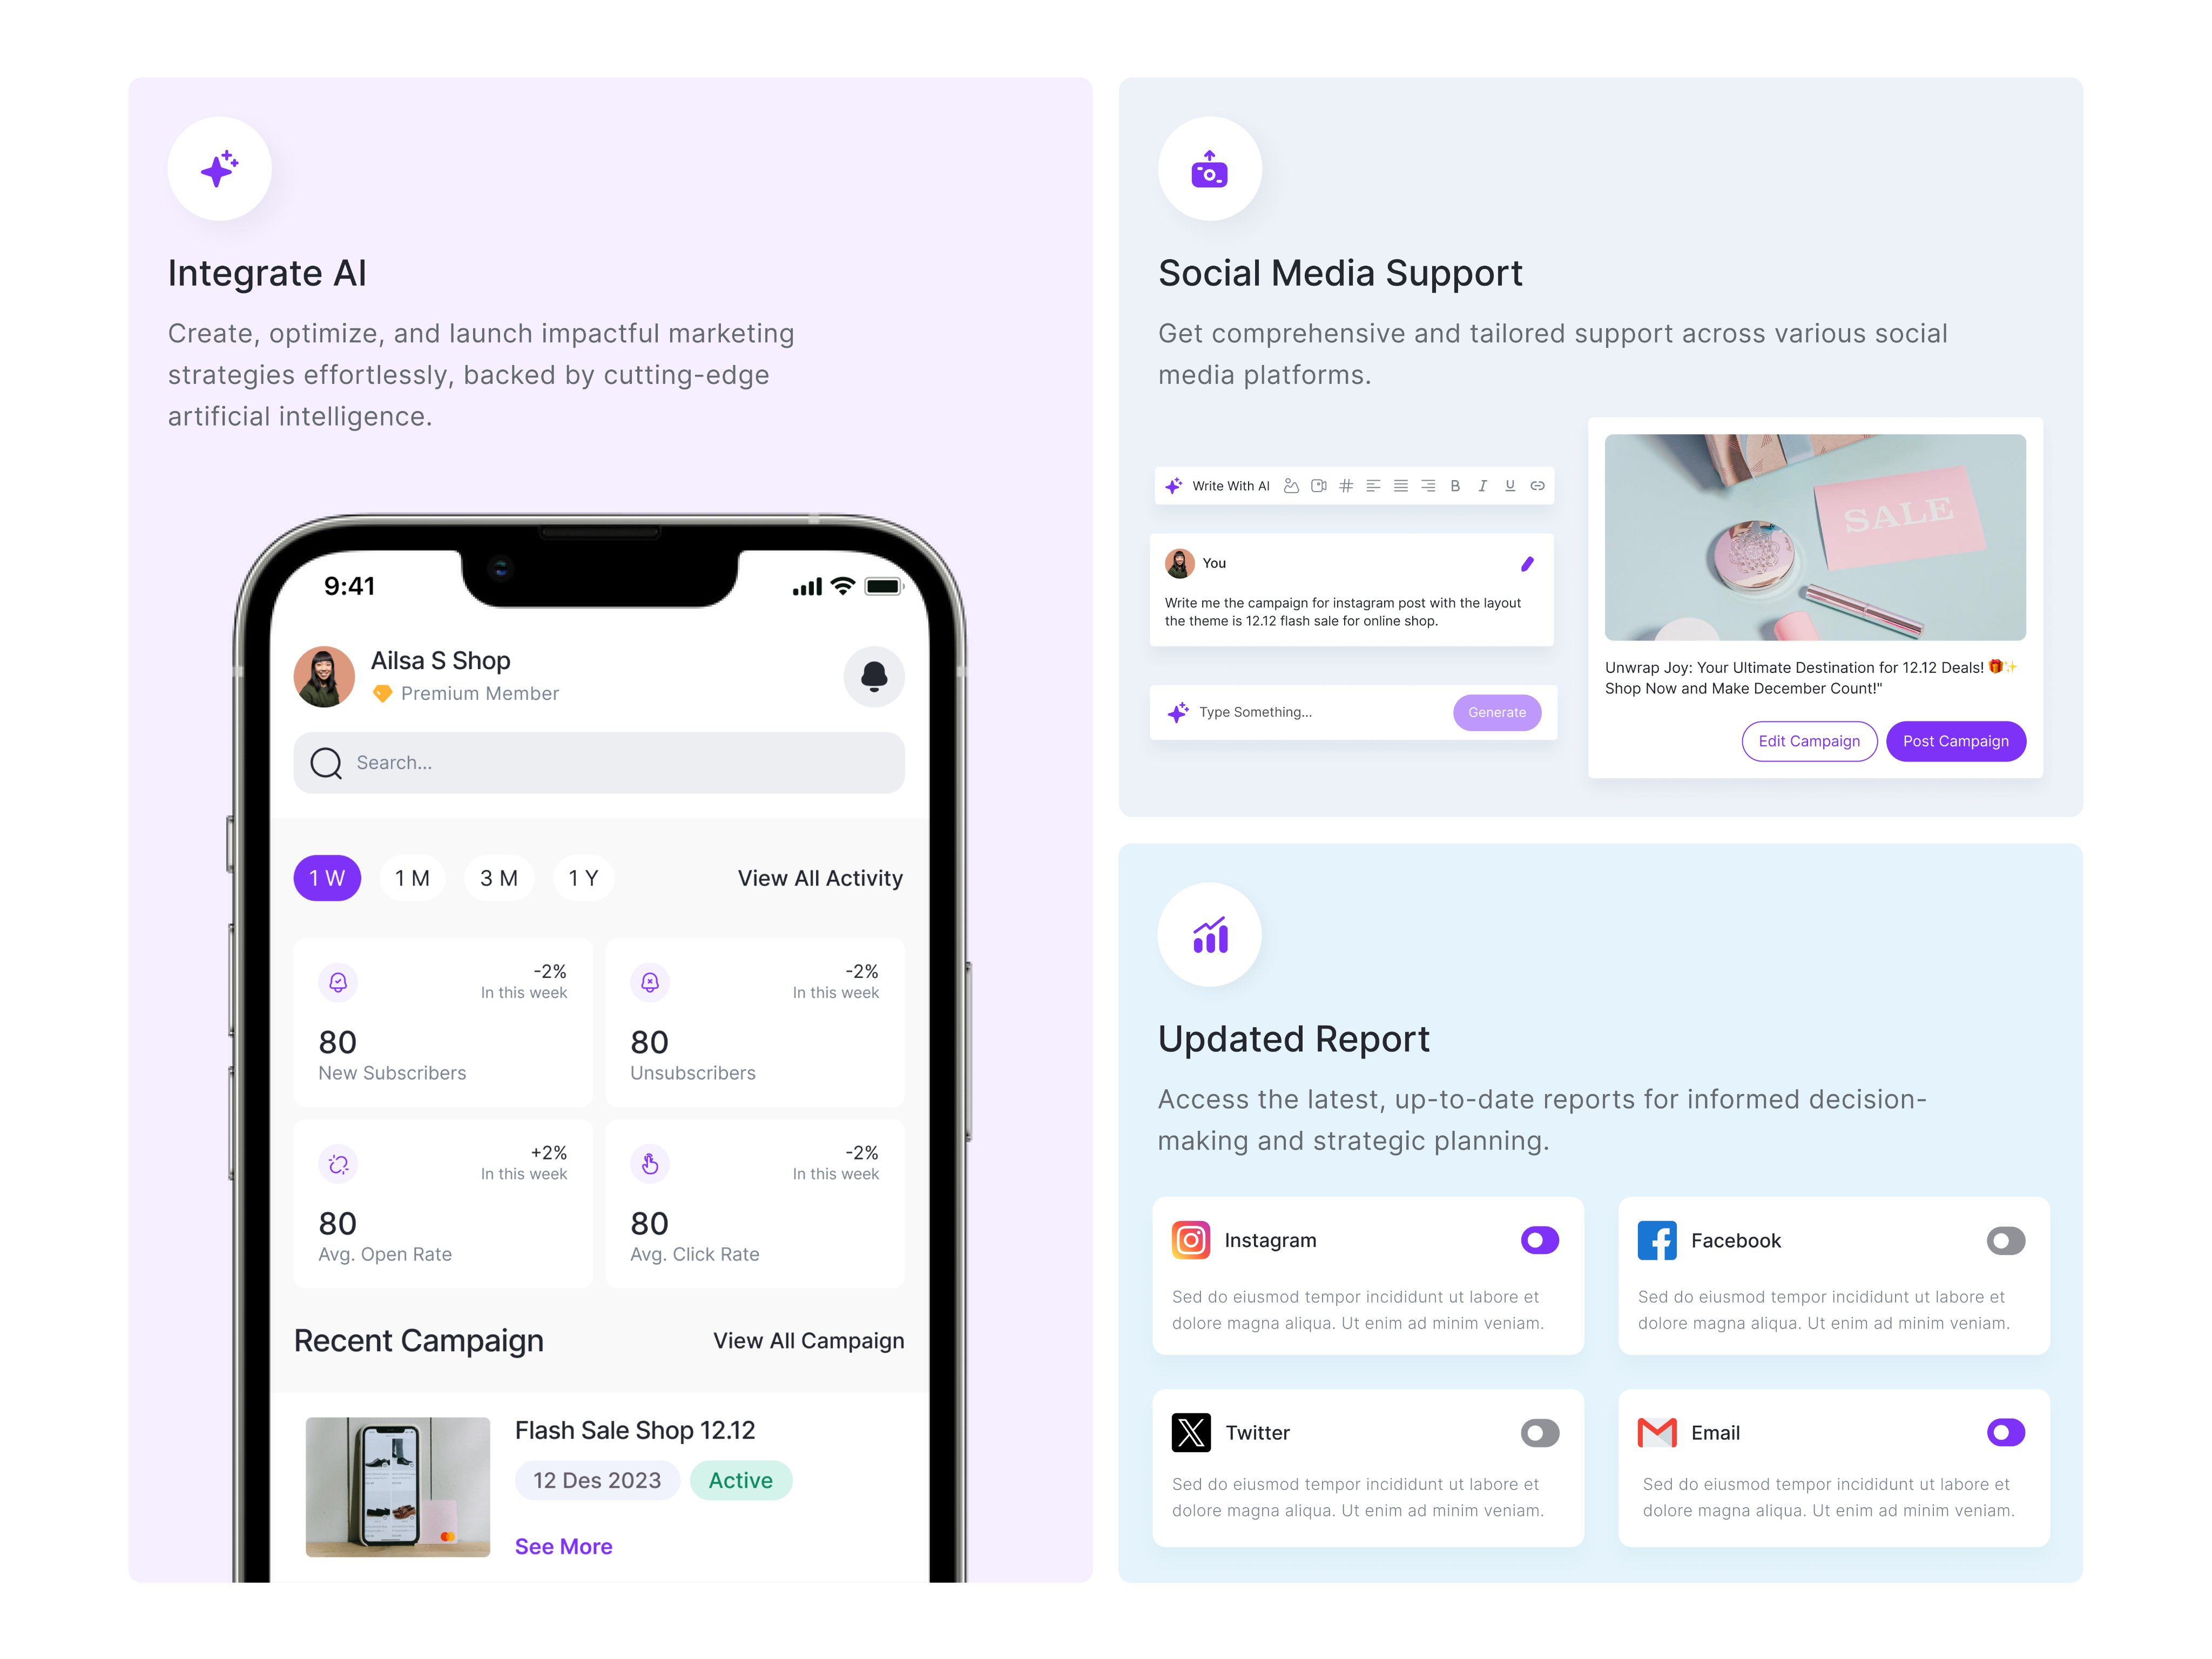 Integrate AI
Create, optimize, and launch impactful marketing
strategies effortlessly, backed by cutting-edge
artificial intelligence.
9:41
Ailsa S Shop
Premium Member
Search...
1 W
1 M
3 M
1 Y
View All Activity
-2%
In this week
80
New Subscribers
-2%
In this week
80
Unsubscribers
+2%
In this week
80
Avg. Open Rate
-2%
In this week
80
Avg. Click Rate
Recent Campaign
View All Campaign
Flash Sale Shop 12.12
12 Des 2023
Active
See More
Social Media Support
Get comprehensive and tailored support across various social
media platforms.
Write With AI
B I U
You
Write me the campaign for instagram post with the layout
the theme is 12.12 flash sale for online shop.
Type Something...
Generate
SALE
Unwrap Joy: Your Ultimate Destination for 12.12 Deals! 🎁✨
Shop Now and Make December Count!"
Edit Campaign
Post Campaign
Updated Report
Access the latest, up-to-date reports for informed decision-
making and strategic planning.
Instagram
Sed do eiusmod tempor incididunt ut labore et
dolore magna aliqua. Ut enim ad minim veniam.
Facebook
Sed do eiusmod tempor incididunt ut labore et
dolore magna aliqua. Ut enim ad minim veniam.
Twitter
Sed do eiusmod tempor incididunt ut labore et
dolore magna aliqua. Ut enim ad minim veniam.
Email
Sed do eiusmod tempor incididunt ut labore et
dolore magna aliqua. Ut enim ad minim veniam.